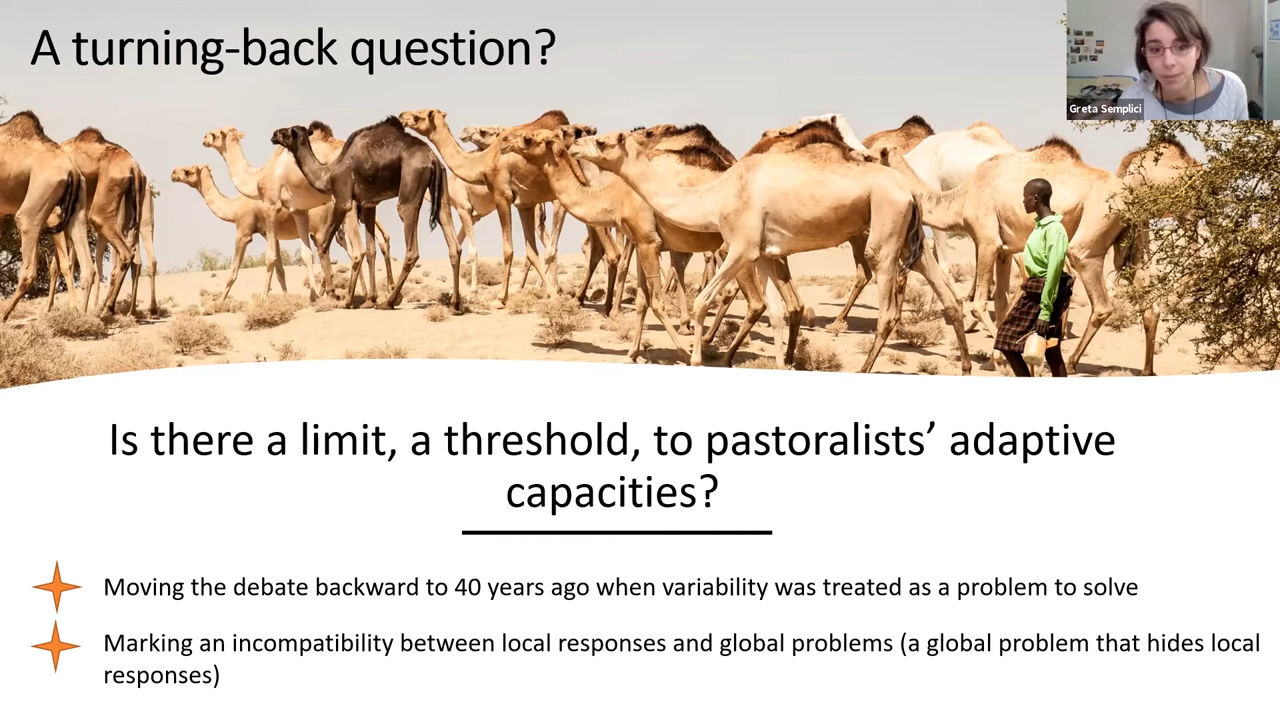 A turning-back question?
Greta Semplici
Is there a limit, a threshold, to pastoralists’ adaptive
capacities?
Moving the debate backward to 40 years ago when variability was treated as a problem to solve
Marking an incompatibility between local responses and global problems (a global problem that hides local
responses)